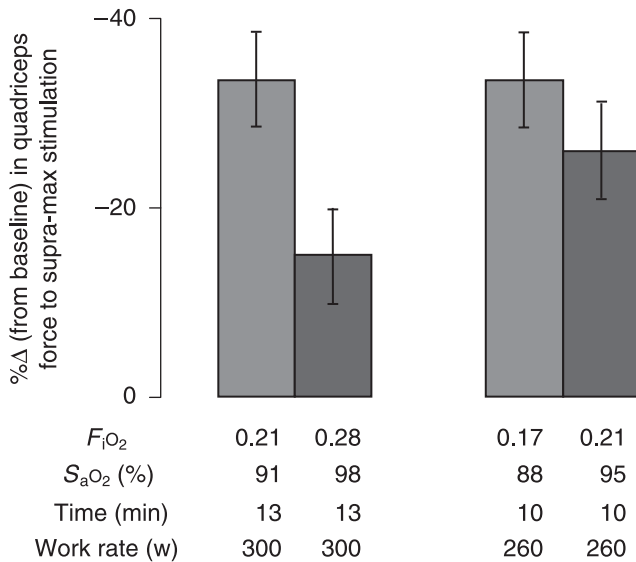 %Δ (from baseline) in quadriceps
force to supra-max stimulation
–40
–20
0
FiO2 0.21 0.28 0.17 0.21
SaO2 (%) 91 98 88 95
Time (min) 13 13 10 10
Work rate (w) 300 300 260 260